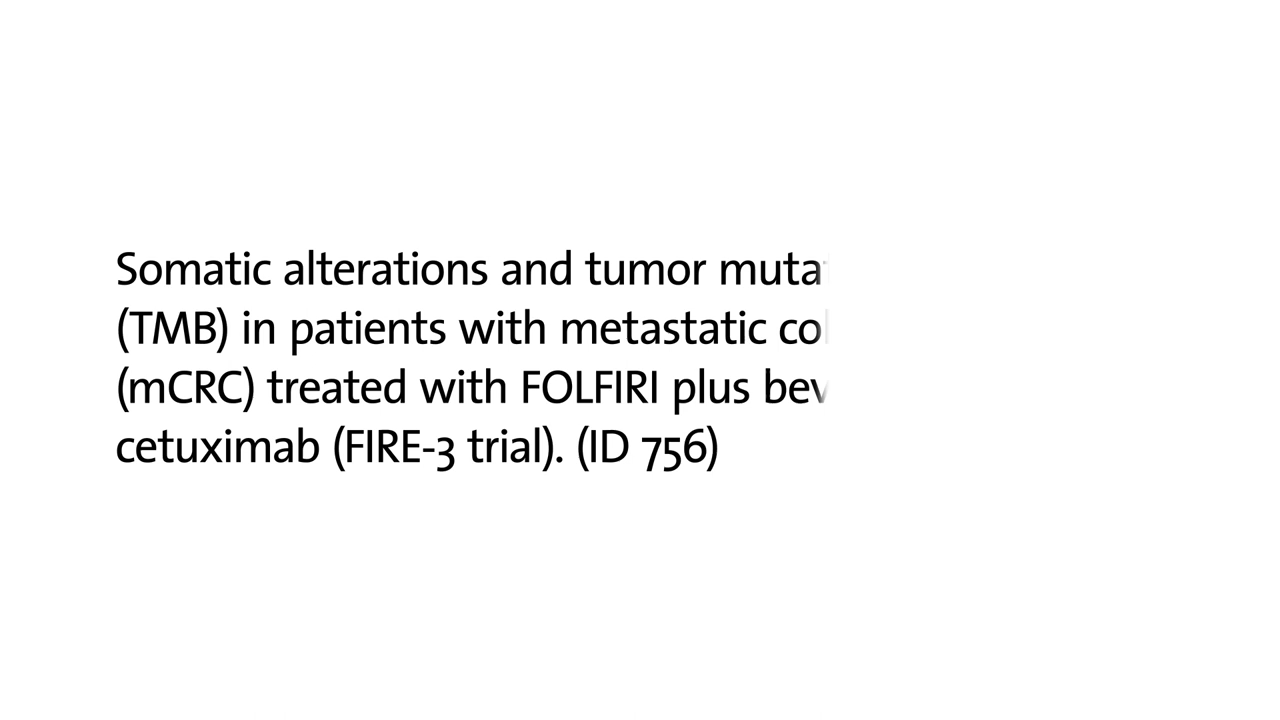 Somatic alterations and tumor
(TMB) in patients with metastatic
(mCRC) treated with FOLFIRI plus
cetuximab (FIRE-3 trial). (ID 756)